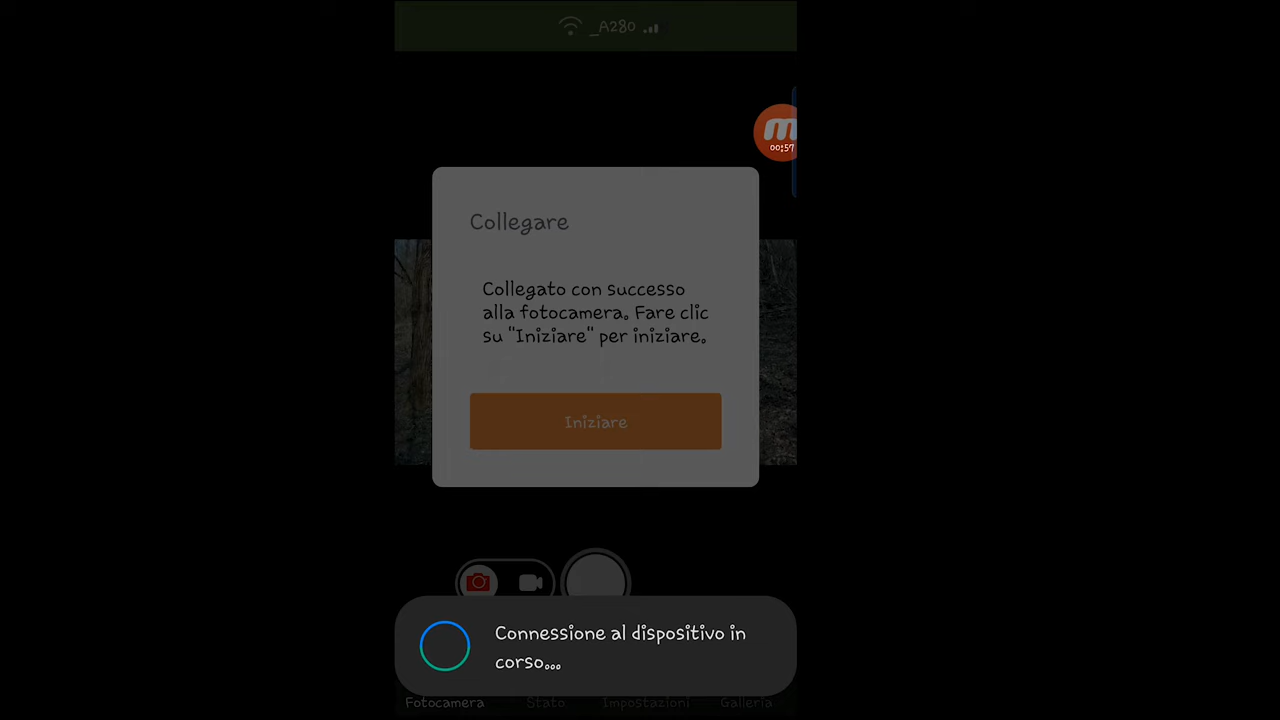 _A280
m
00:57
Collegare
Collegato con successo
alla fotocamera. Fare clic
su "Iniziare" per iniziare.
Iniziare
Connessione al dispositivo in
corso...
Fotocamera
Stato
Impostazioni
Galleria